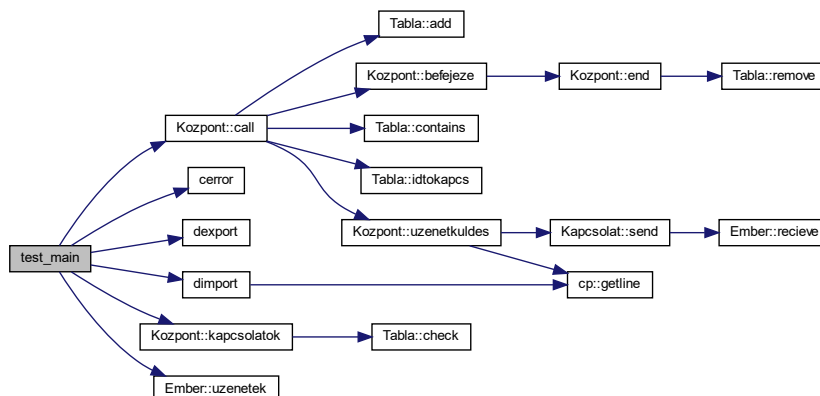 Tabla::add
Kozpont::befejeze
Kozpont::end
Tabla::remove
Kozpont::call
Tabla::contains
Tabla::idtokapcs
cerror
Kozpont::uzenetkuldes
Kapcsolat::send
Ember::recieve
dexport
test_main
dimport
cp::getline
Kozpont::kapcsolatok
Tabla::check
Ember::uzenetek